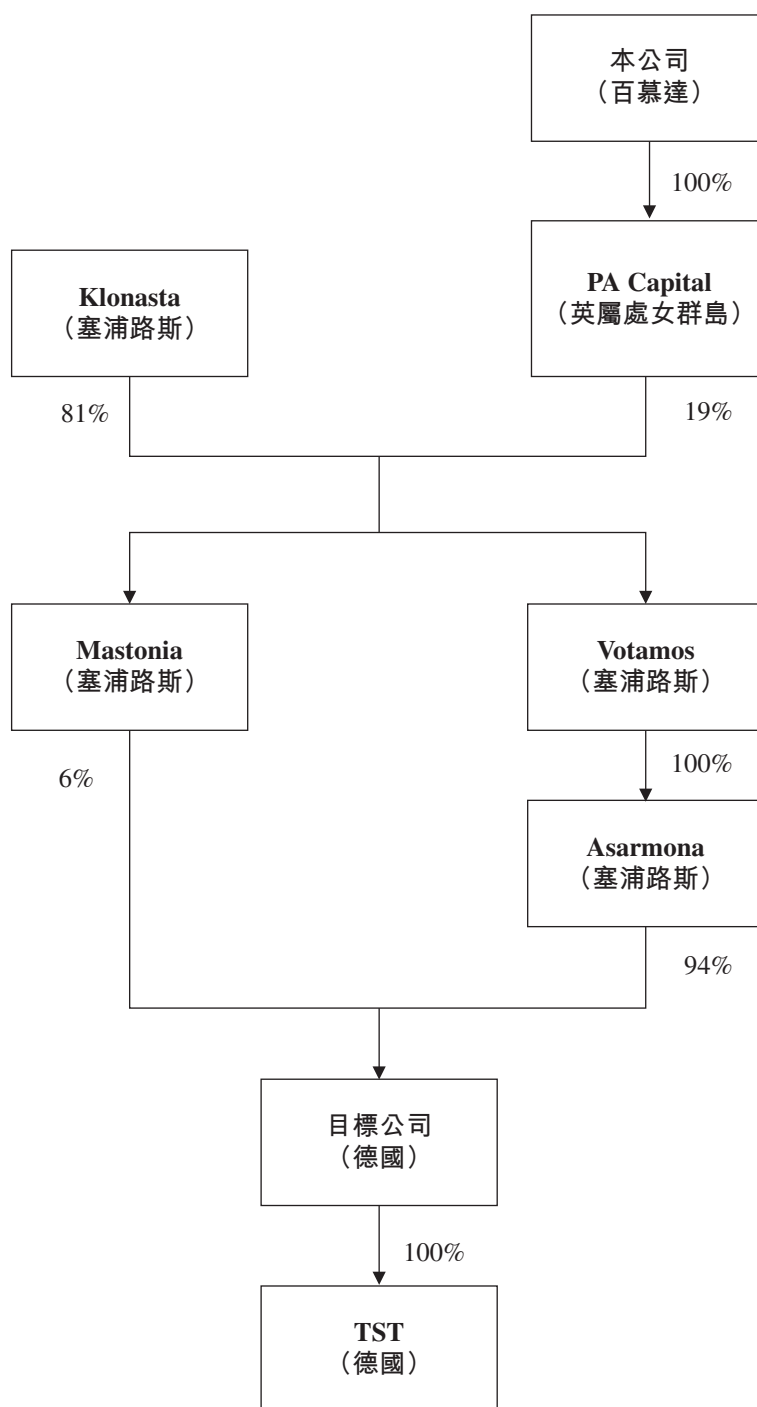 本公司
（百慕達）
100%
Klonasta
（塞浦路斯）
PA Capital
（英屬處女群島）
81%
19%
Mastonia
（塞浦路斯）
Votamos
（塞浦路斯）
6%
100%
Asarmona
（塞浦路斯）
94%
目標公司
（德國）
100%
TST
（德國）